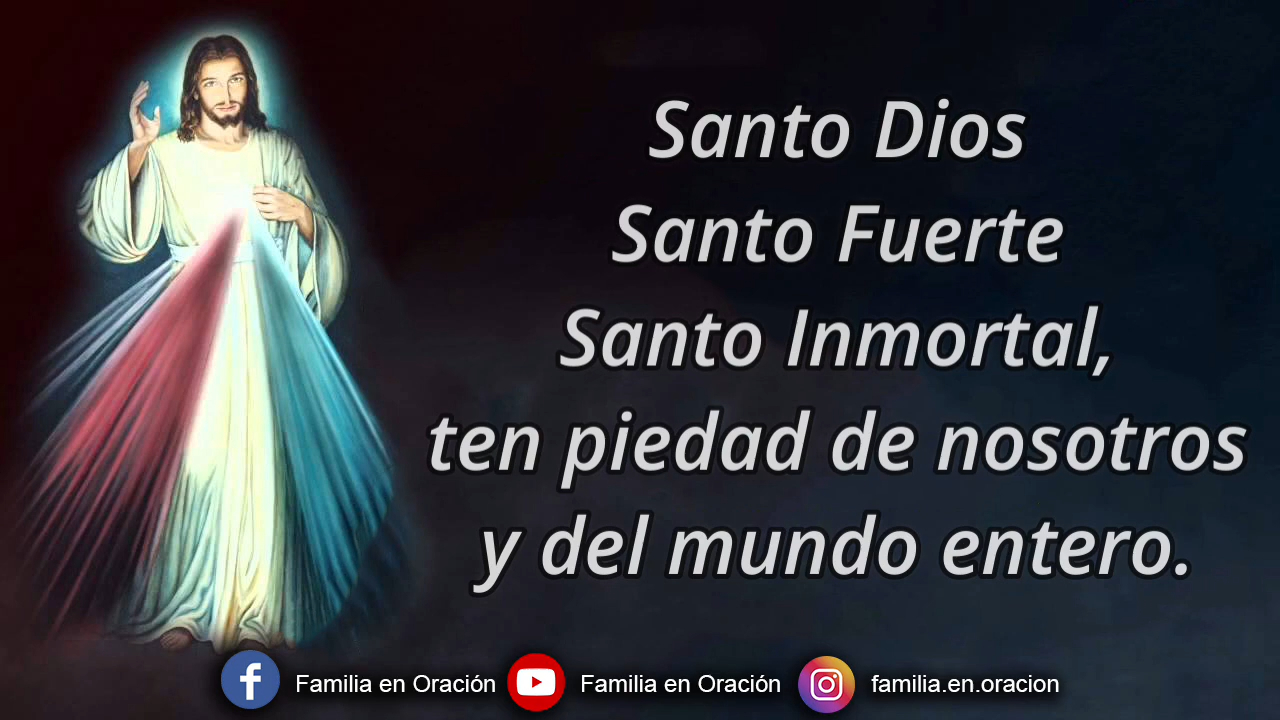 Santo Dios
Santo Fuerte
Santo Inmortal,
ten piedad de nosotros
y del mundo entero.
Familia en Oración
Familia en Oración
familia.en.oracion